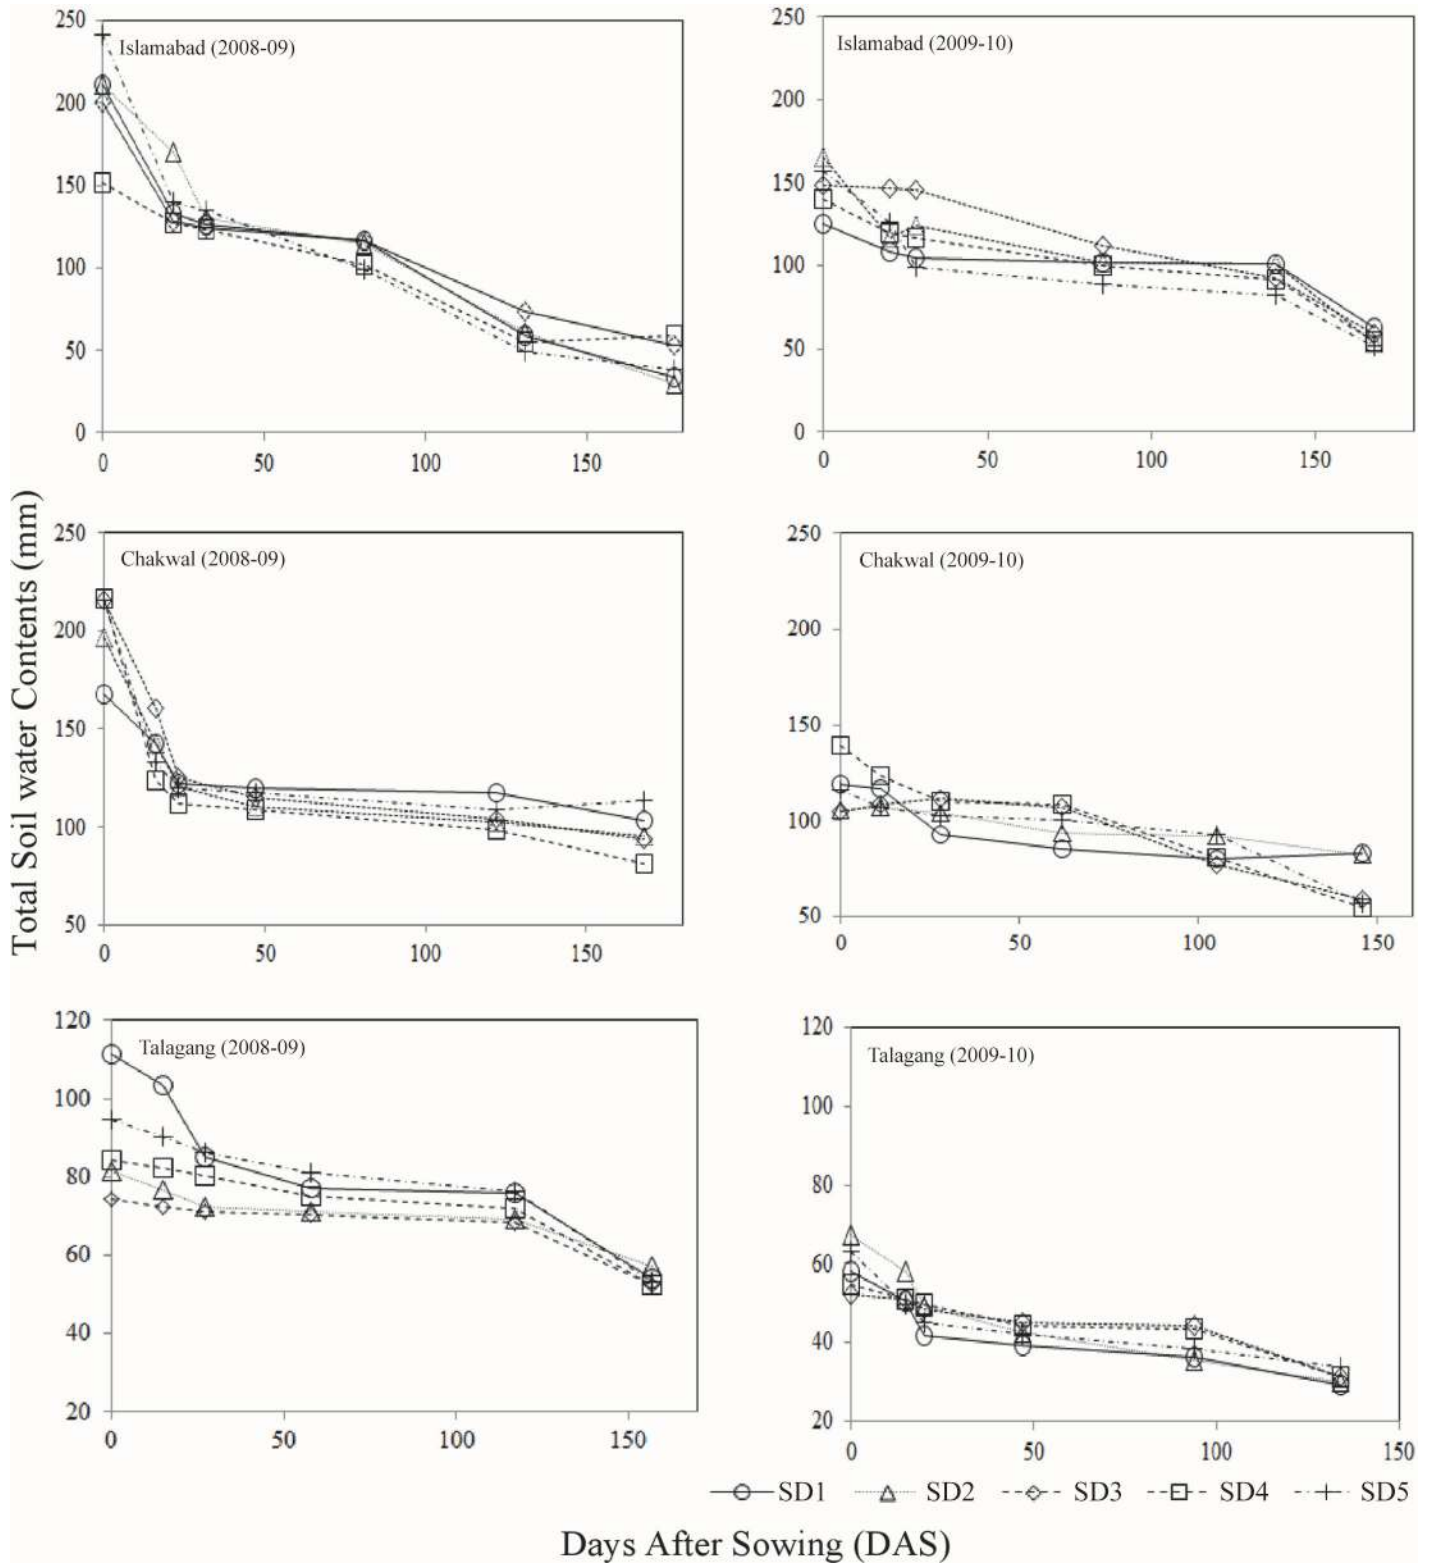 250
Islamabad (2008-09)
200
150
100
50
0
0 50 100 150
250
Islamabad (2009-10)
200
150
100
50
0
0 50 100 150
Total Soil water Contents (mm)
250
Chakwal (2008-09)
200
150
100
50
0 50 100 150
250
Chakwal (2009-10)
200
150
100
50
0 50 100 150
120
Talagang (2008-09)
100
80
60
40
20
0 50 100 150
120
Talagang (2009-10)
100
80
60
40
20
0 50 100 150
SD1 SD2 SD3 SD4 SD5
Days After Sowing (DAS)